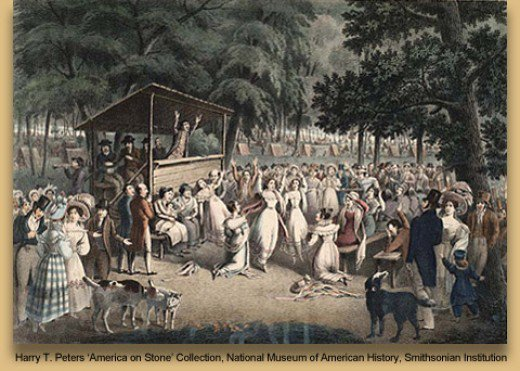 Harry T. Peters ‘America on Stone’ Collection, National Museum of American History, Smithsonian Institution